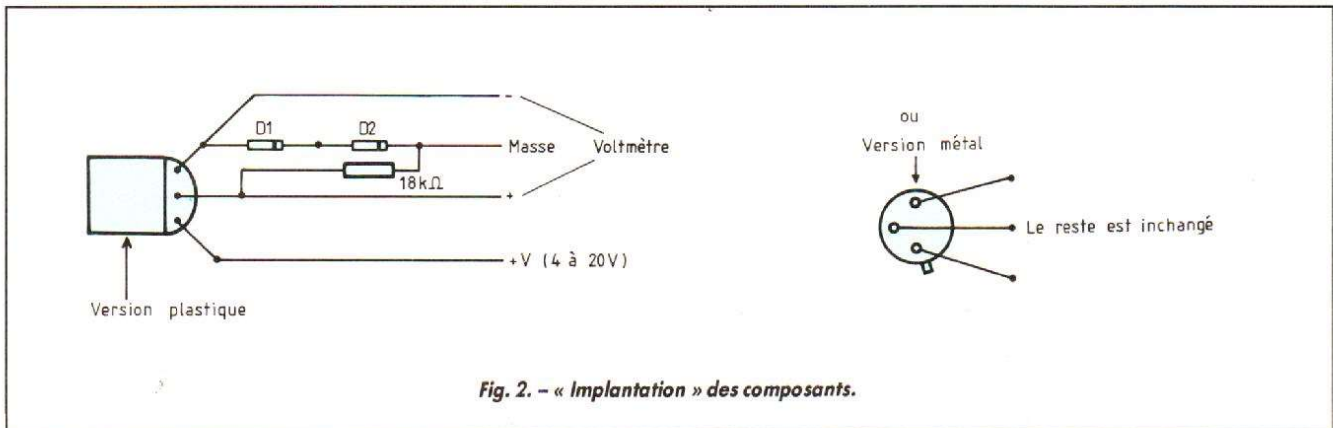 -
D1
D2
Masse
Voltmètre
18kΩ
+
+V (4 à 20V)
Version plastique
ou
Version métal
Le reste est inchangé
Fig. 2. – « Implantation » des composants.